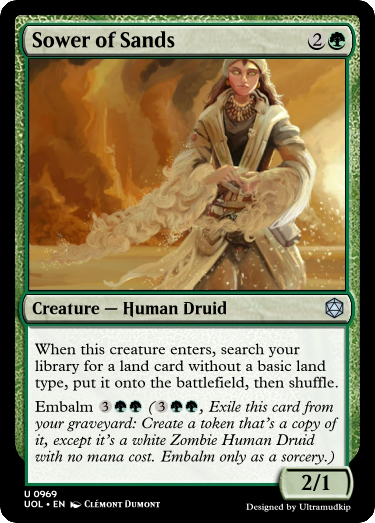 Sower of Sands 2
Creature — Human Druid
When this creature enters, search your
library for a land card without a basic land
type, put it onto the battlefield, then shuffle.
Embalm 3 (3, Exile this card from
your graveyard: Create a token that's a copy of
it, except it's a white Zombie Human Druid
with no mana cost. Embalm only as a sorcery.)
2/1
U 0969
UOL • EN Clémont Dumont
Designed by Ultramudkip